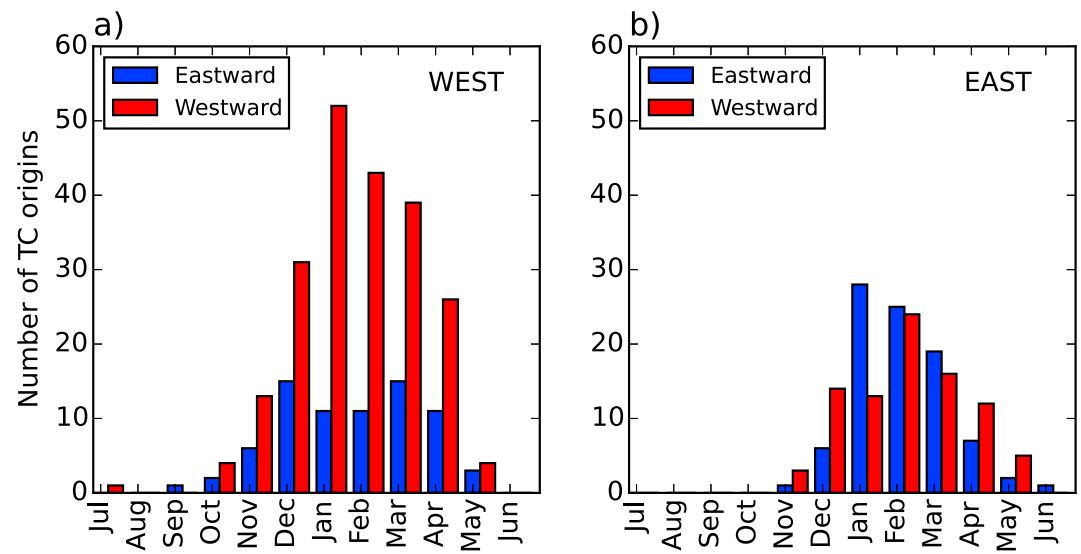 a)
Number of TC origins
60
50
40
30
20
10
0
Eastward
Westward
WEST
Jul Aug Sep Oct Nov Dec Jan Feb Mar Apr May Jun
b)
60
50
40
30
20
10
0
Eastward
Westward
EAST
Jul Aug Sep Oct Nov Dec Jan Feb Mar Apr May Jun